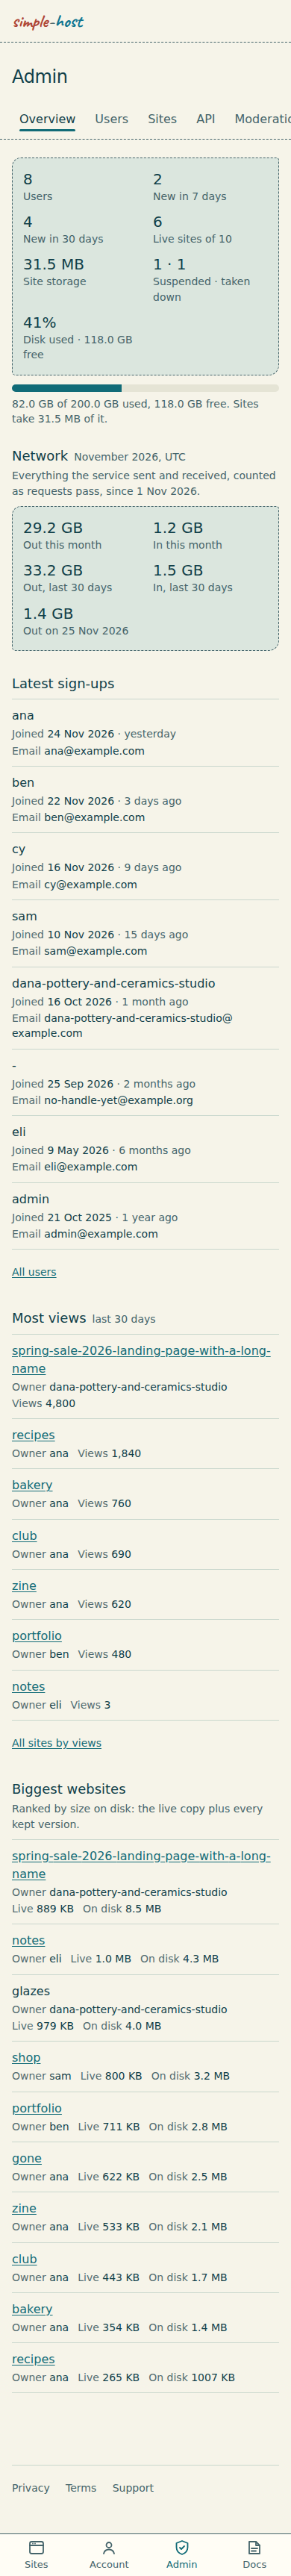 simple-host
Admin
Overview Users Sites API Moderatio
8
Users
2
New in 7 days
4
New in 30 days
6
Live sites of 10
31.5 MB
Site storage
1 · 1
Suspended · taken
down
41%
Disk used · 118.0 GB
free
82.0 GB of 200.0 GB used, 118.0 GB free. Sites
take 31.5 MB of it.
Network November 2026, UTC
Everything the service sent and received, counted
as requests pass, since 1 Nov 2026.
29.2 GB
Out this month
1.2 GB
In this month
33.2 GB
Out, last 30 days
1.5 GB
In, last 30 days
1.4 GB
Out on 25 Nov 2026
Latest sign-ups
ana
Joined 24 Nov 2026 · yesterday
Email ana@example.com
ben
Joined 22 Nov 2026 · 3 days ago
Email ben@example.com
cy
Joined 16 Nov 2026 · 9 days ago
Email cy@example.com
sam
Joined 10 Nov 2026 · 15 days ago
Email sam@example.com
dana-pottery-and-ceramics-studio
Joined 16 Oct 2026 · 1 month ago
Email dana-pottery-and-ceramics-studio@
example.com
-
Joined 25 Sep 2026 · 2 months ago
Email no-handle-yet@example.org
eli
Joined 9 May 2026 · 6 months ago
Email eli@example.com
admin
Joined 21 Oct 2025 · 1 year ago
Email admin@example.com
All users
Most views last 30 days
spring-sale-2026-landing-page-with-a-long-
name
Owner dana-pottery-and-ceramics-studio
Views 4,800
recipes
Owner ana Views 1,840
bakery
Owner ana Views 760
club
Owner ana Views 690
zine
Owner ana Views 620
portfolio
Owner ben Views 480
notes
Owner eli Views 3
All sites by views
Biggest websites
Ranked by size on disk: the live copy plus every
kept version.
spring-sale-2026-landing-page-with-a-long-
name
Owner dana-pottery-and-ceramics-studio
Live 889 KB On disk 8.5 MB
notes
Owner eli Live 1.0 MB On disk 4.3 MB
glazes
Owner dana-pottery-and-ceramics-studio
Live 979 KB On disk 4.0 MB
shop
Owner sam Live 800 KB On disk 3.2 MB
portfolio
Owner ben Live 711 KB On disk 2.8 MB
gone
Owner ana Live 622 KB On disk 2.5 MB
zine
Owner ana Live 533 KB On disk 2.1 MB
club
Owner ana Live 443 KB On disk 1.7 MB
bakery
Owner ana Live 354 KB On disk 1.4 MB
recipes
Owner ana Live 265 KB On disk 1007 KB
Privacy Terms Support
Sites Account Admin Docs